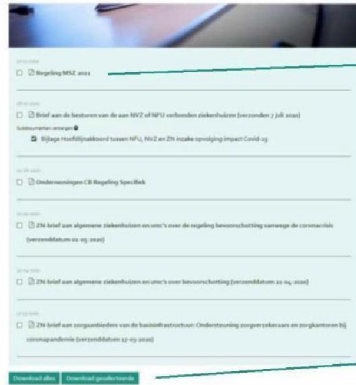 Regeling MSZ 2021
Brief aan de besturen van de aan NVZ of NFU verbonden ziekenhuizen (verzonden 7 juli 2020)
Bijlage Hoofdlijnakkoord tussen NFU, NVZ en ZN inzake opvolging impact Covid-19.
Ondersteuningen CB Regeling Specifiek
ZN-brief aan algemene ziekenhuizen en umc's over de regeling bevoorschotting vanwege de coronacrisis
(verzenddatum 01-05-2020)
ZN-brief aan algemene ziekenhuizen en umc's over bevoorschotting (verzenddatum 22-04-2020)
ZN-brief aan zorgaanbieders van de basisinfrastructuur: Ondersteuning zorgverzekeraars en zorgkantoren bij
coronapandemie (verzenddatum 17-03-2020)
Download alles Download geselecteerde